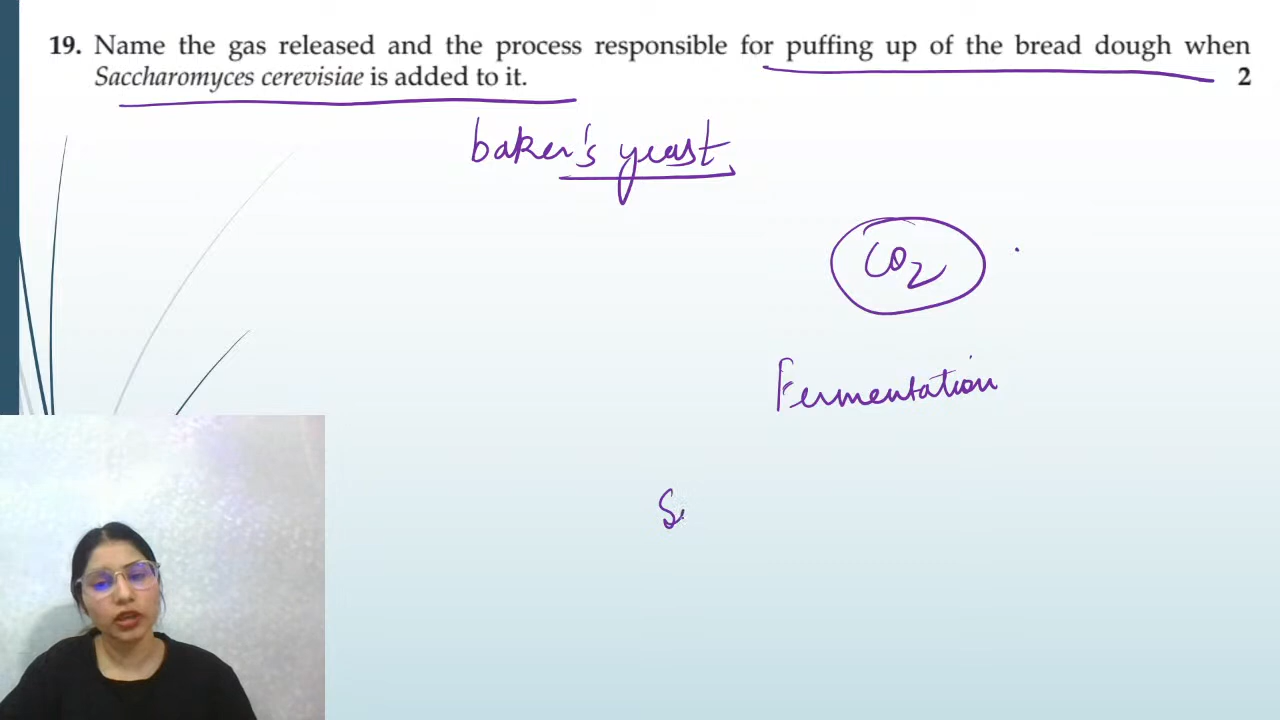 19. Name the gas released and the process responsible for puffing up of the bread dough when
Saccharomyces cerevisiae is added to it. 2
baker's yeast
CO2
Fermentation
S